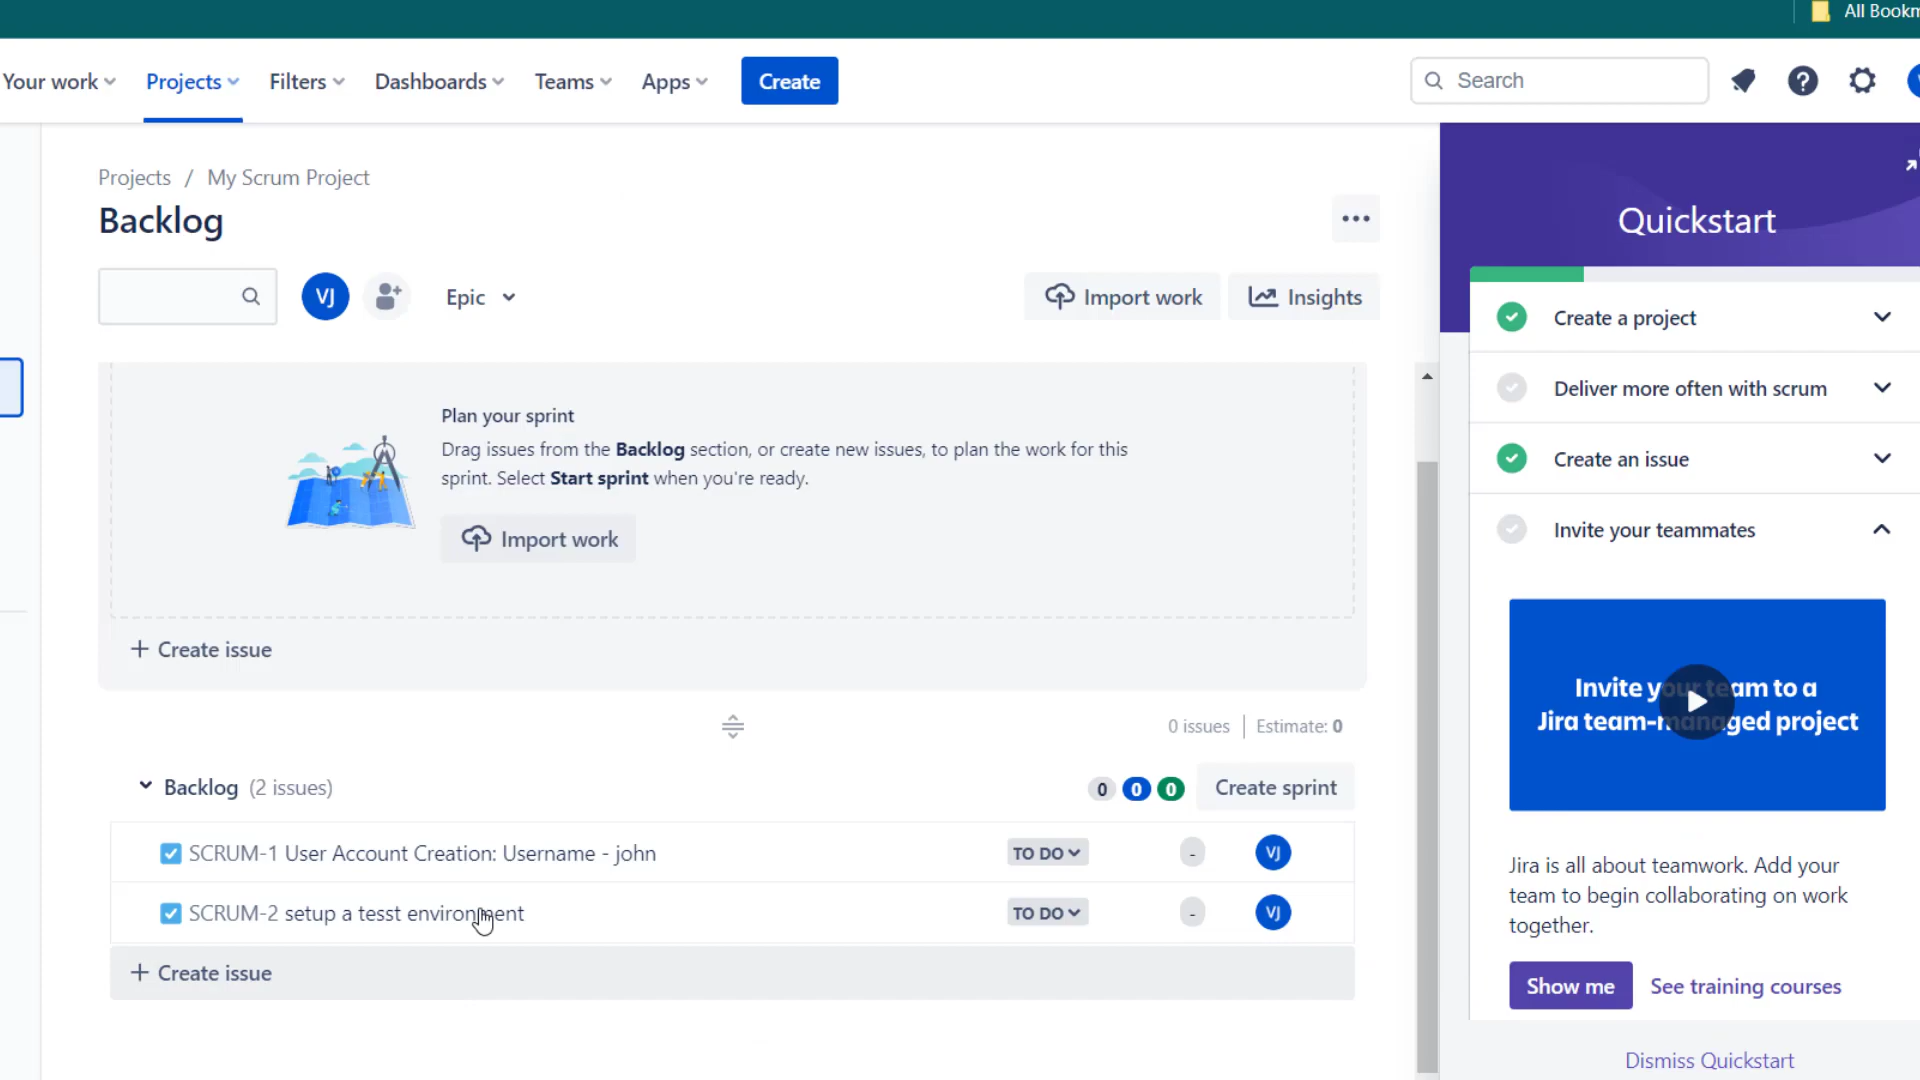 All Bookm
Your work Projects Filters Dashboards Teams Apps Create Search
Projects / My Scrum Project
Backlog
VJ Epic Import work Insights
Plan your sprint
Drag issues from the Backlog section, or create new issues, to plan the work for this
sprint. Select Start sprint when you're ready.
Import work
+ Create issue
0 issues Estimate: 0
Backlog (2 issues) 0 0 0 Create sprint
SCRUM-1 User Account Creation: Username - john TO DO - VJ
SCRUM-2 setup a tesst environment TO DO - VJ
+ Create issue
Quickstart
Create a project
Deliver more often with scrum
Create an issue
Invite your teammates
Invite your team to a
Jira team-managed project
Jira is all about teamwork. Add your
team to begin collaborating on work
together.
Show me See training courses
Dismiss Quickstart